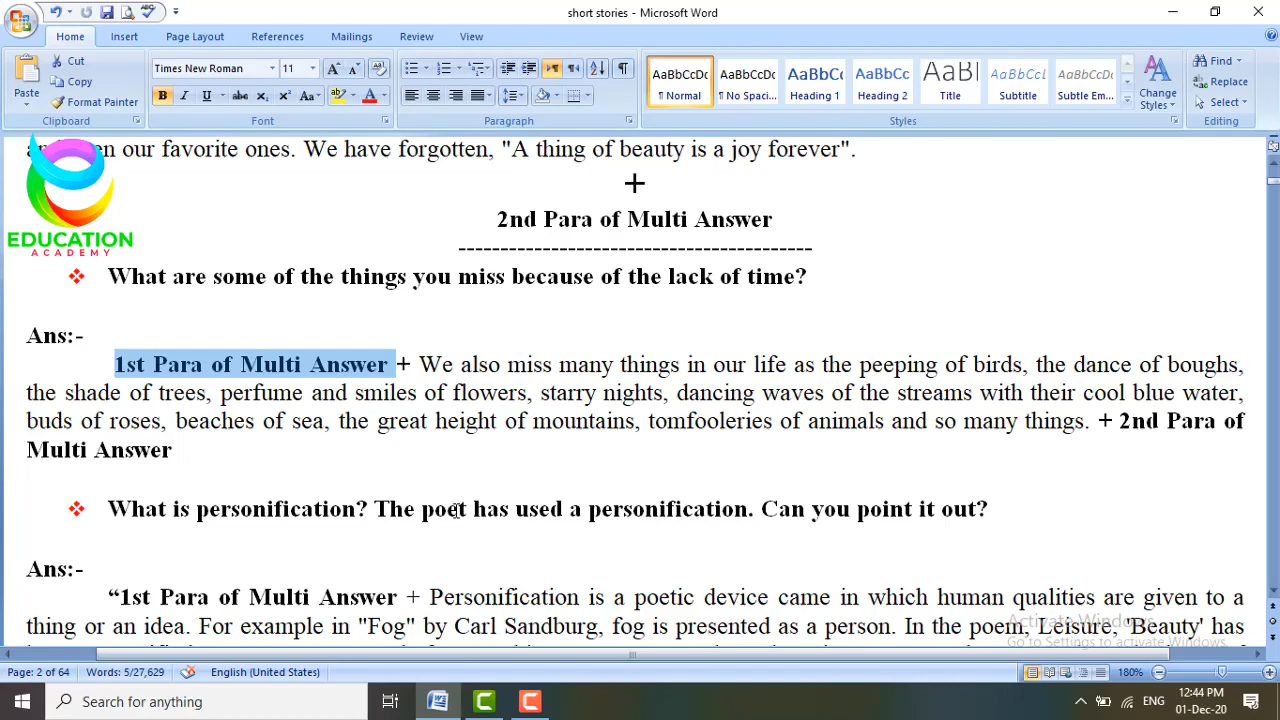 short stories - Microsoft Word
Home Insert Page Layout References Mailings Review View
Paste
Cut
Copy
Format Painter
Clipboard
Times New Roman 11
Font
Paragraph
AaBbCcDc AaBbCcDc AaBbCc AaBbCc AaBl AaBbCcL AaBbCcDc
¶ Normal ¶ No Spaci... Heading 1 Heading 2 Title Subtitle Subtle Em...
Change Styles
Styles
Find
Replace
Select
Editing
our favorite ones. We have forgotten, "A thing of beauty is a joy forever".
+
2nd Para of Multi Answer
-------------------------------------------
EDUCATION
ACADEMY
❖ What are some of the things you miss because of the lack of time?
Ans:-
1st Para of Multi Answer + We also miss many things in our life as the peeping of birds, the dance of boughs,
the shade of trees, perfume and smiles of flowers, starry nights, dancing waves of the streams with their cool blue water,
buds of roses, beaches of sea, the great height of mountains, tomfooleries of animals and so many things. + 2nd Para of
Multi Answer
❖ What is personification? The poet has used a personification. Can you point it out?
Ans:-
“1st Para of Multi Answer + Personification is a poetic device came in which human qualities are given to a
thing or an idea. For example in "Fog" by Carl Sandburg, fog is presented as a person. In the poem, Leisure, 'Beauty' has
Activate Windows
Go to Settings to activate Windows.
Page: 2 of 64 Words: 5/27,629 English (United States) 180%
Search for anything
ENG
12:44 PM
01-Dec-20